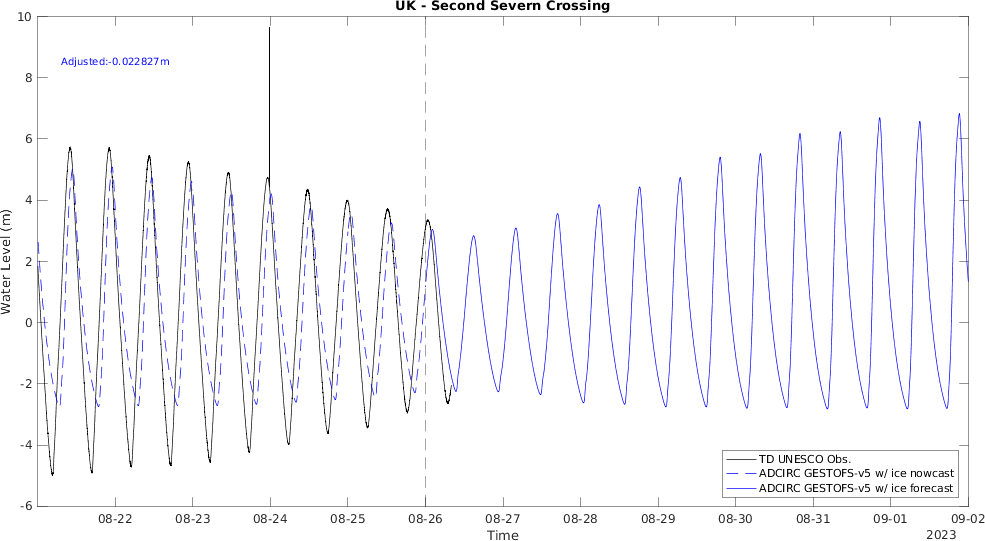 UK - Second Severn Crossing
Adjusted:-0.022827m
Water Level (m)
10
8
6
4
2
0
-2
-4
-6
TD UNESCO Obs.
ADCIRC GESTOFS-v5 w/ ice nowcast
ADCIRC GESTOFS-v5 w/ ice forecast
08-22 08-23 08-24 08-25 08-26 08-27 08-28 08-29 08-30 08-31 09-01 09-02
Time
2023